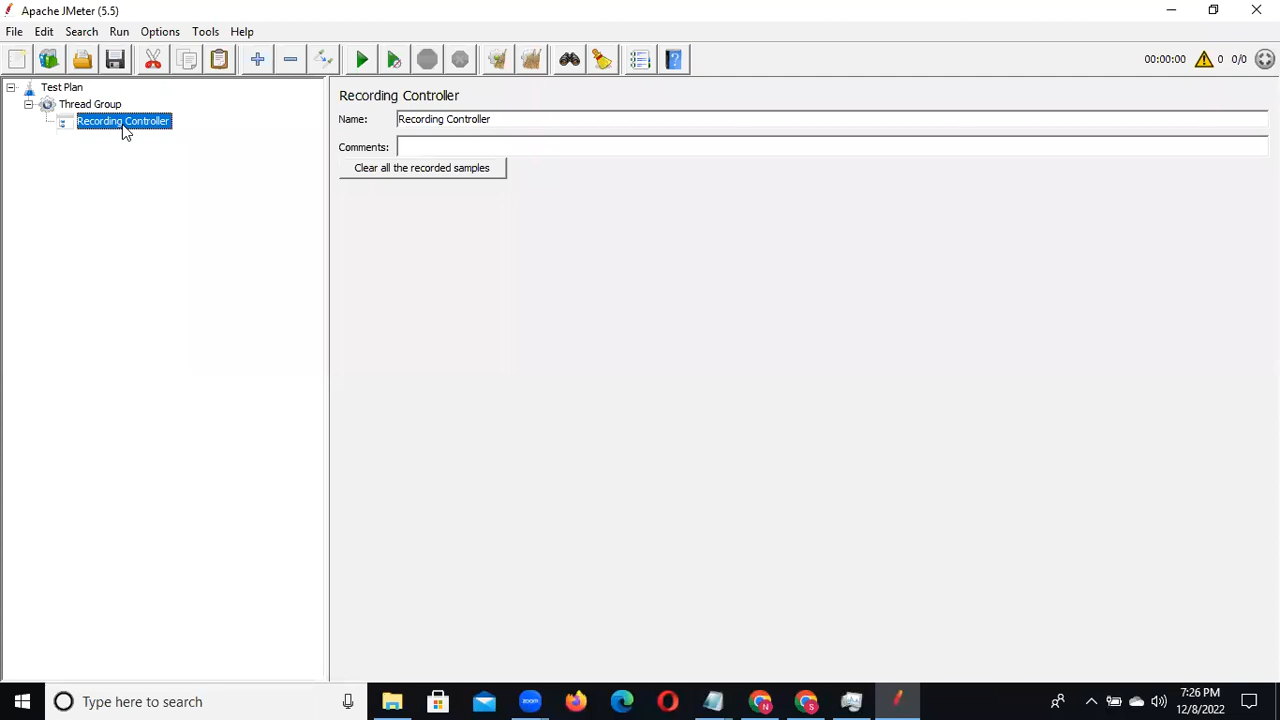 Apache JMeter (5.5)
File Edit Search Run Options Tools Help
00:00:00 0 0/0
Test Plan
Thread Group
Recording Controller
Recording Controller
Name: Recording Controller
Comments:
Clear all the recorded samples
Type here to search
zoom
N
S
7:26 PM
12/8/2022